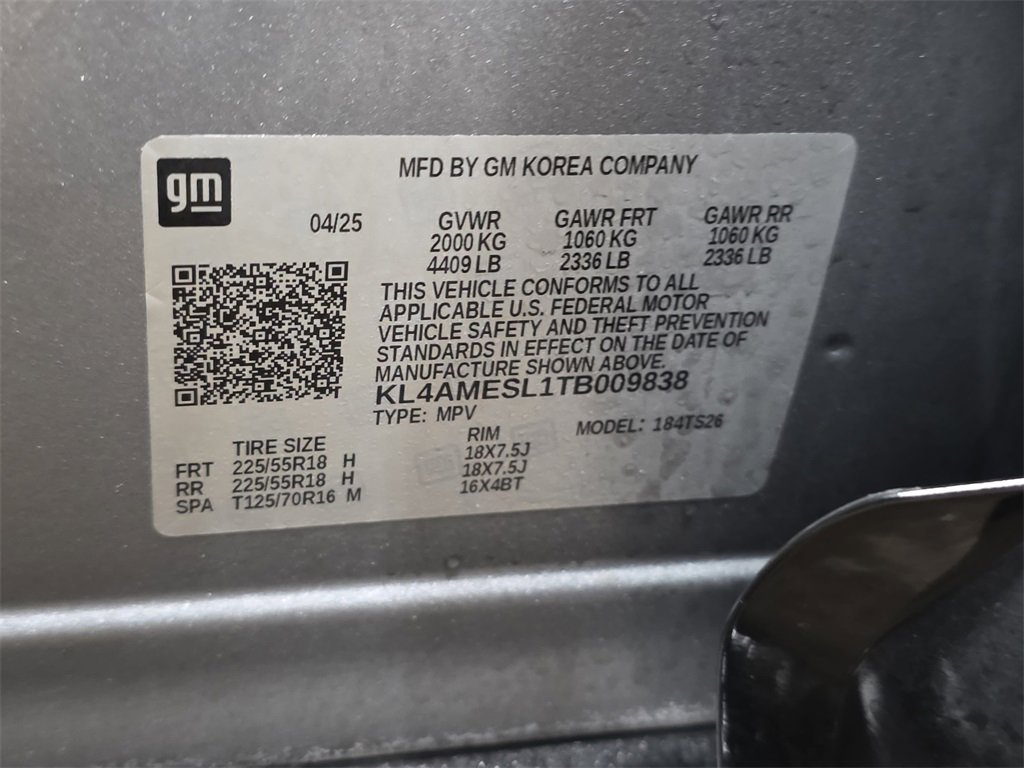 gm
MFD BY GM KOREA COMPANY
04/25 GVWR GAWR FRT GAWR RR
2000 KG 1060 KG 1060 KG
4409 LB 2336 LB 2336 LB
THIS VEHICLE CONFORMS TO ALL
APPLICABLE U.S. FEDERAL MOTOR
VEHICLE SAFETY AND THEFT PREVENTION
STANDARDS IN EFFECT ON THE DATE OF
MANUFACTURE SHOWN ABOVE.
KL4AMESL1TB009838
TYPE: MPV MODEL: 184TS26
TIRE SIZE RIM
FRT 225/55R18 H 18X7.5J
RR 225/55R18 H 18X7.5J
SPA T125/70R16 M 16X4BT